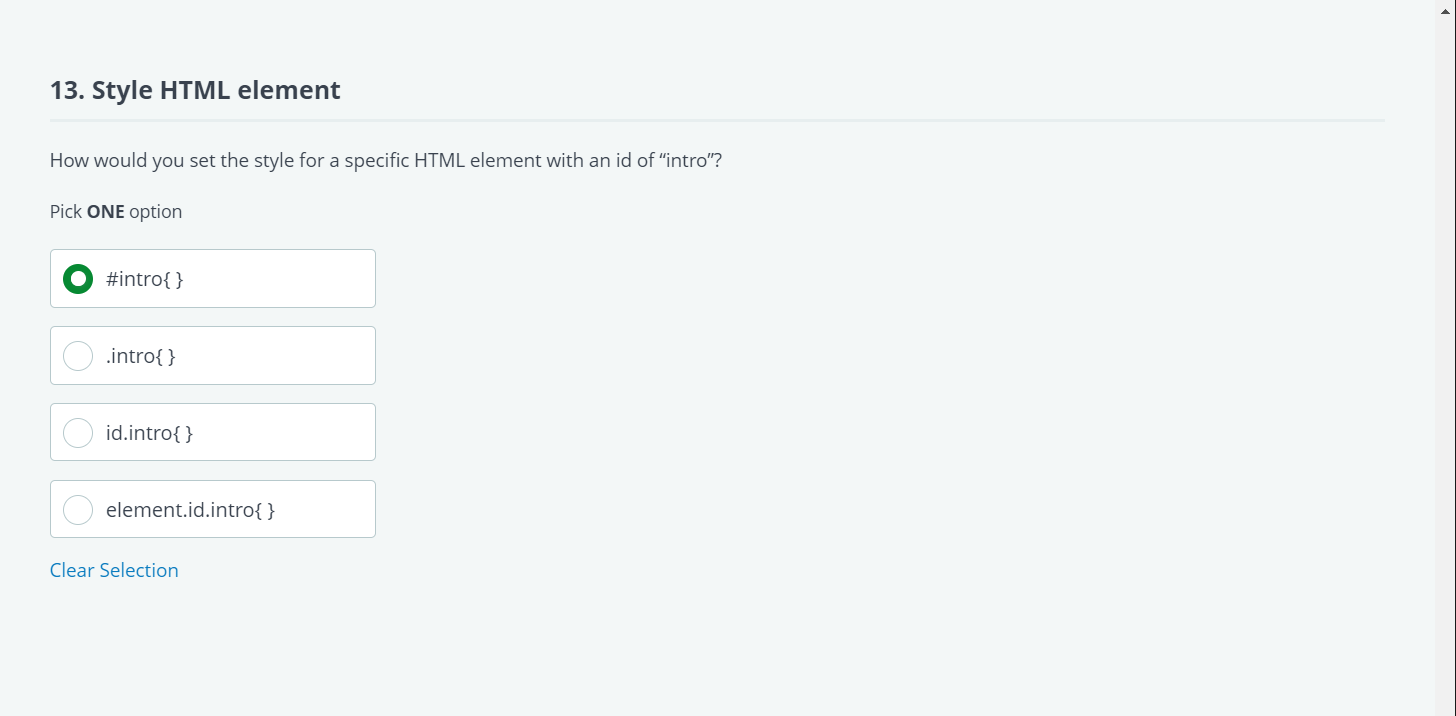 13. Style HTML element
How would you set the style for a specific HTML element with an id of “intro”?
Pick ONE option
#intro{ }
.intro{ }
id.intro{ }
element.id.intro{ }
Clear Selection